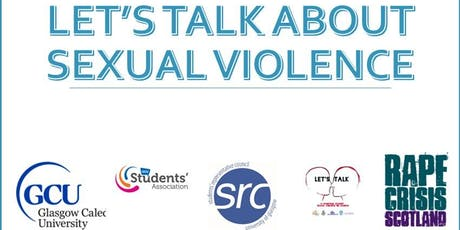 LET'S TALK ABOUT
SEXUAL VIOLENCE
GCU
Glasgow Caled
University
Students'
Association
src
LET'S TALK
RAPE
CRISIS
SCOTLAND